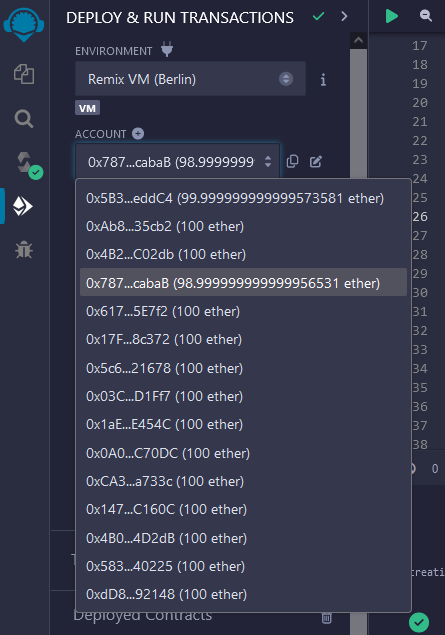 DEPLOY & RUN TRANSACTIONS
ENVIRONMENT
Remix VM (Berlin)
VM
ACCOUNT
0x787...cabaB (98.9999999
0x5B3...eddC4 (99.999999999999573581 ether)
0xAb8...35cb2 (100 ether)
0x4B2...C02db (100 ether)
0x787...cabaB (98.999999999999956531 ether)
0x617...5E7f2 (100 ether)
0x17F...8c372 (100 ether)
0x5c6...21678 (100 ether)
0x03C...D1Ff7 (100 ether)
0x1aE...E454C (100 ether)
0x0A0...C70DC (100 ether)
0xCA3...a733c (100 ether)
0x147...C160C (100 ether)
0x4B0...4D2dB (100 ether)
0x583...40225 (100 ether)
0xdD8...92148 (100 ether)
T
Deployed Contracts
17
18
19
20
21
22
23
24
25
26
27
28
29
30
31
32
33
34
35
36
37
38
0
creati